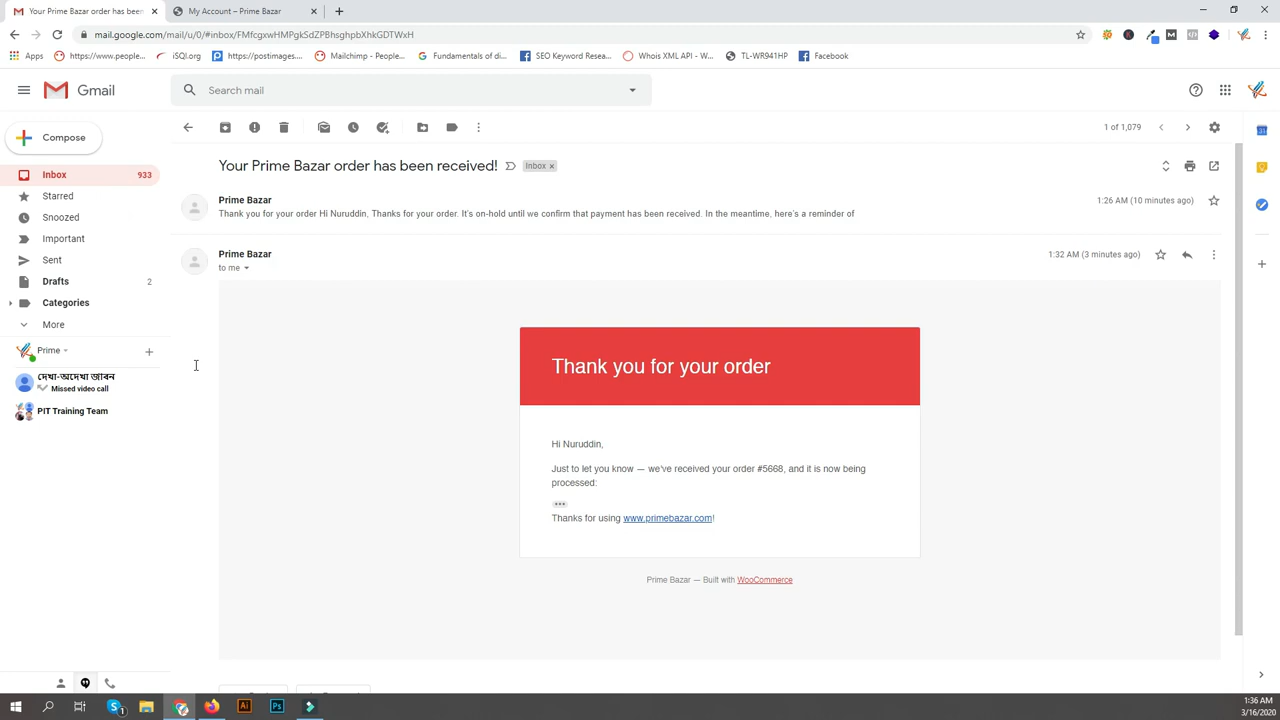 Your Prime Bazar order has been
My Account – Prime Bazar
mail.google.com/mail/u/0/#inbox/FMfcgxwHMPgkSdZPBhsghpbXhkGDTWxH
Apps
https://www.people...
iSQI.org
https://postimages....
Mailchimp - People...
Fundamentals of di...
SEO Keyword Resea...
Whois XML API - W...
TL-WR941HP
Facebook
Gmail
Search mail
Compose
1 of 1,079
Your Prime Bazar order has been received!
Inbox ×
Inbox 933
Starred
Snoozed
Important
Sent
Drafts 2
Categories
More
Prime
দেখা-অদেখা জীবন
Missed video call
PIT Training Team
Prime Bazar
1:26 AM (10 minutes ago)
Thank you for your order Hi Nuruddin, Thanks for your order. It's on-hold until we confirm that payment has been received. In the meantime, here's a reminder of
Prime Bazar
1:32 AM (3 minutes ago)
to me
Thank you for your order
Hi Nuruddin,
Just to let you know — we've received your order #5668, and it is now being
processed:
Thanks for using www.primebazar.com!
Prime Bazar — Built with WooCommerce
1:36 AM
3/16/2020